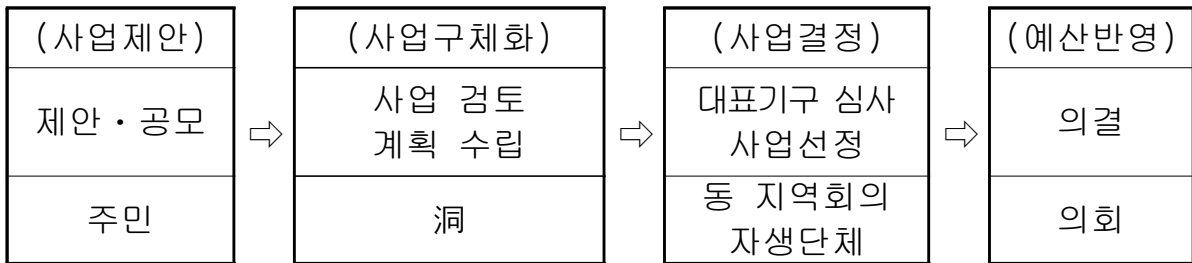 (사업제안)
제안・공모
주민
⇨
(사업구체화)
사업 검토
계획 수립
洞
⇨
(사업결정)
대표기구 심사
사업선정
동 지역회의
자생단체
⇨
(예산반영)
의결
의회